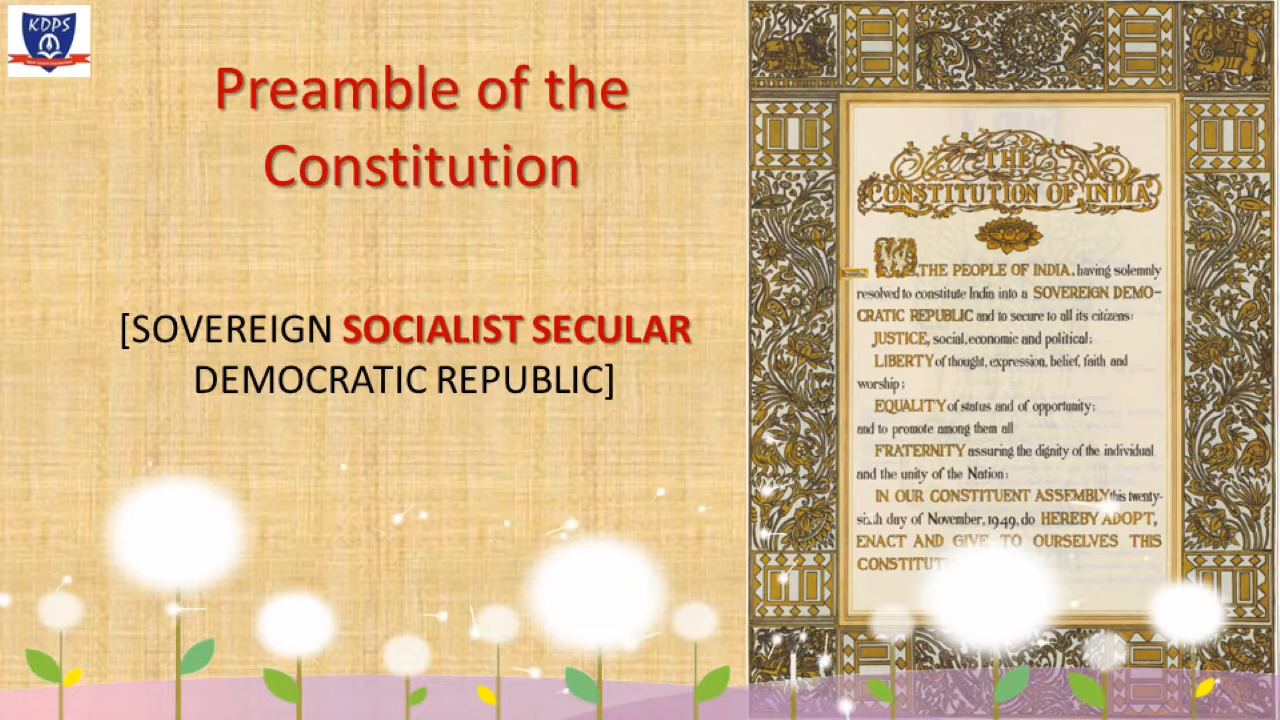 KDPS
Preamble of the
Constitution
[SOVEREIGN SOCIALIST SECULAR
DEMOCRATIC REPUBLIC]
THE
CONSTITUTION OF INDIA
WE, THE PEOPLE OF INDIA, having solemnly
resolved to constitute India into a SOVEREIGN DEMO-
CRATIC REPUBLIC and to secure to all its citizens:
JUSTICE, social, economic and political;
LIBERTY of thought, expression, belief, faith and
worship;
EQUALITY of status and of opportunity;
and to promote among them all
FRATERNITY assuring the dignity of the individual
and the unity of the Nation;
IN OUR CONSTITUENT ASSEMBLY this twenty-
sixth day of November, 1949, do HEREBY ADOPT,
ENACT AND GIVE TO OURSELVES THIS